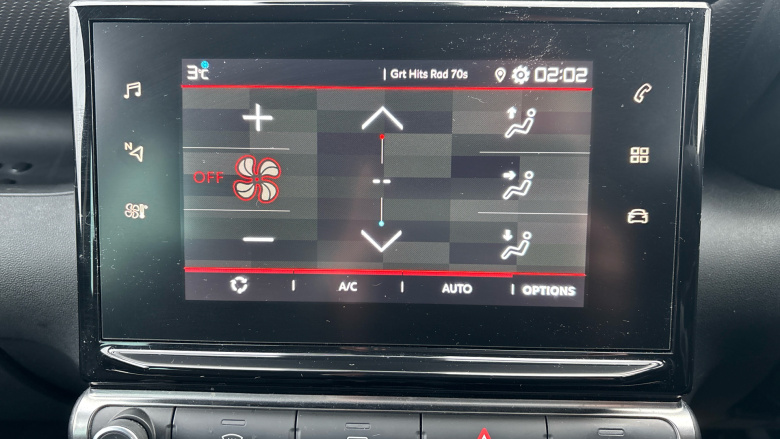 3°C | Grt Hits Rad 70s 02:02
N
OFF
--
A/C AUTO OPTIONS